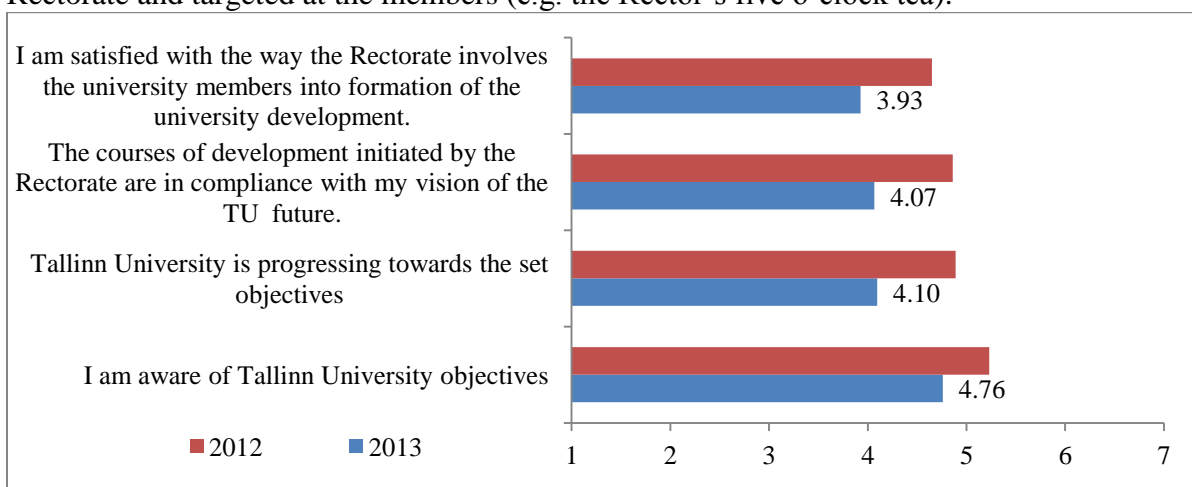 Rectorate and targeted at the members (e.g. the Rector's five o'clock tea).
I am satisfied with the way the Rectorate involves
the university members into formation of the
university development.
3.93
The courses of development initiated by the
Rectorate are in compliance with my vision of the
TU future.
4.07
Tallinn University is progressing towards the set
objectives
4.10
I am aware of Tallinn University objectives
4.76
2012 2013
1 2 3 4 5 6 7